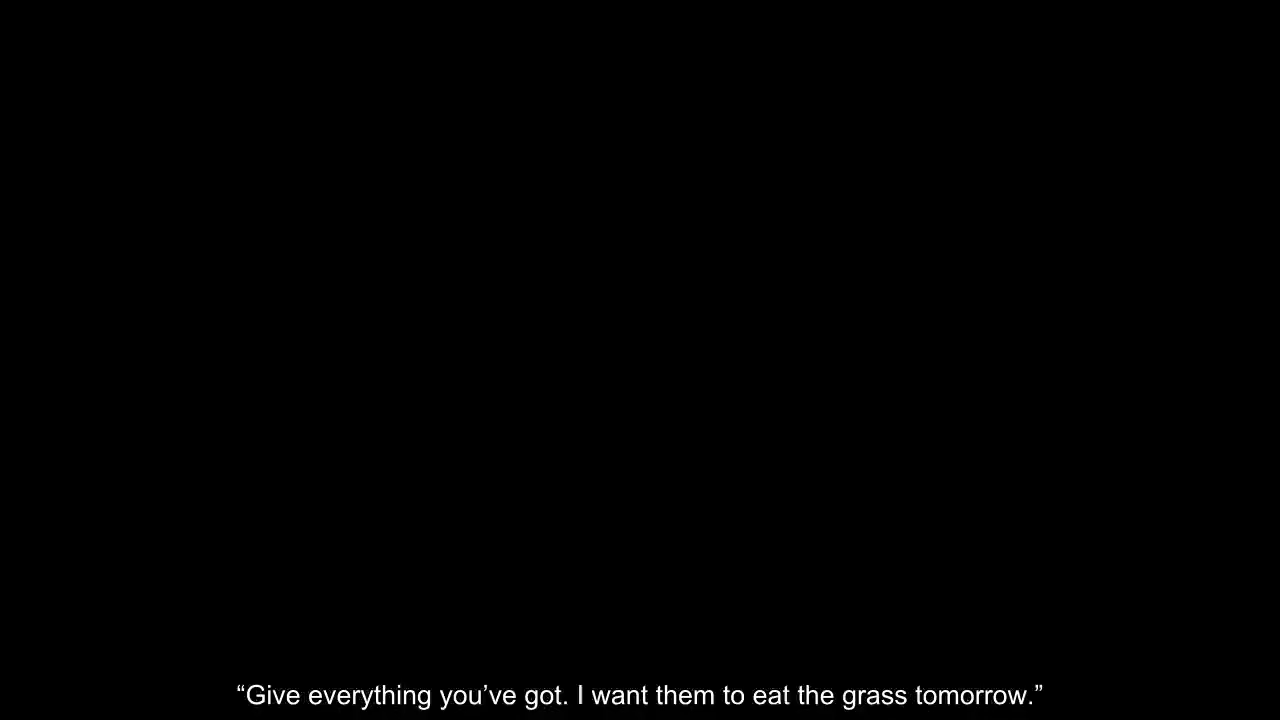 “Give everything you’ve got. I want them to eat the grass tomorrow.”